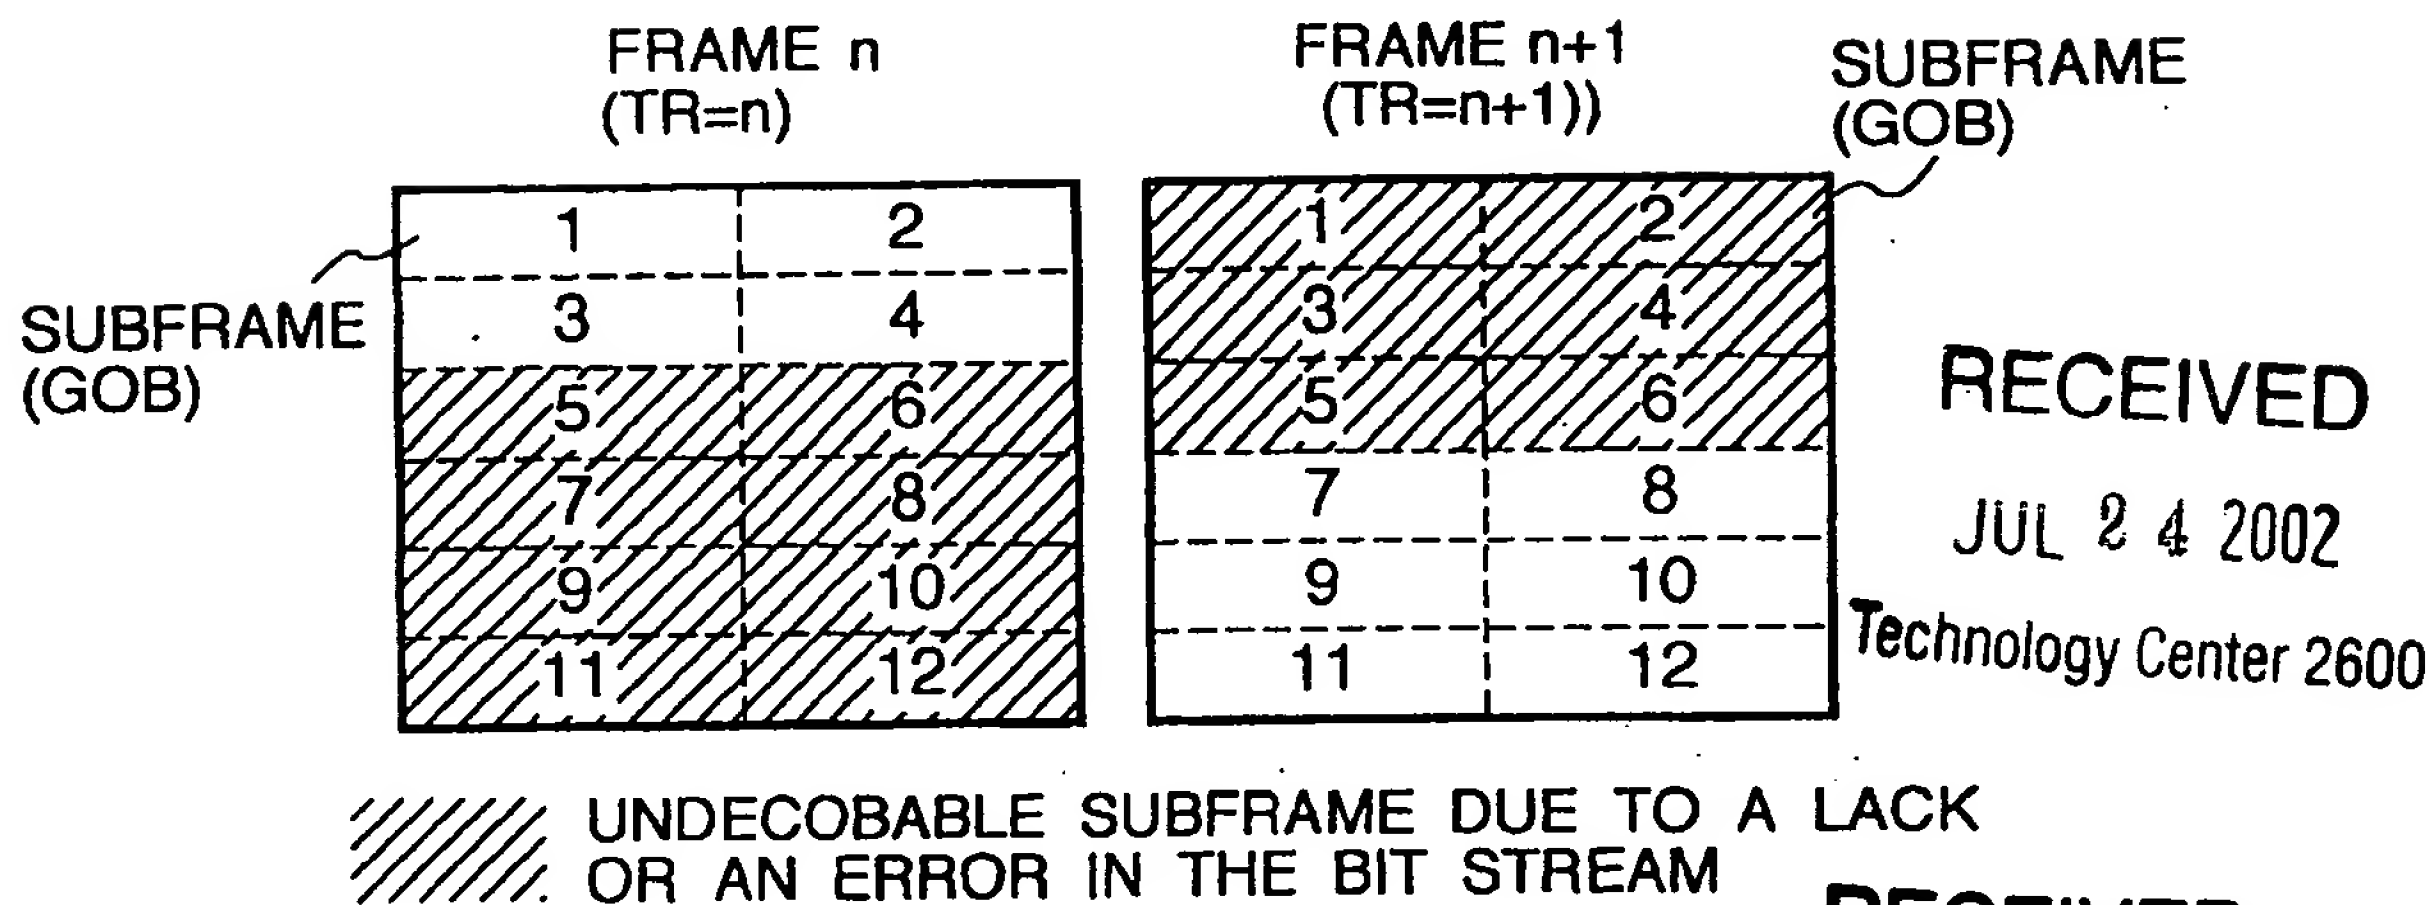 FRAME n
(TR=n)
FRAME n+1
(TR=n+1))
SUBFRAME
(GOB)
1 2
3 4
5 6
7 8
9 10
11 12
SUBFRAME
(GOB)
1 2
3 4
5 6
7 8
9 10
11 12
RECEIVED
JUL 24 2002
Technology Center 2600
UNDECOBABLE SUBFRAME DUE TO A LACK
OR AN ERROR IN THE BIT STREAM